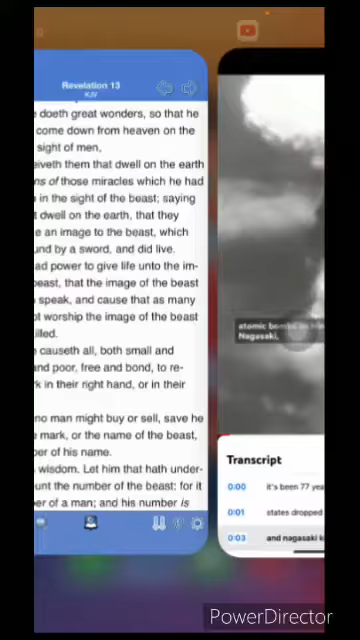 Revelation 13
KJV
doeth great wonders, so that he
come down from heaven on the
sight of men,
eiveth them that dwell on the earth
ns of those miracles which he had
in the sight of the beast; saying
t dwell on the earth, that they
e an image to the beast, which
und by a sword, and did live.
ad power to give life unto the im-
beast, that the image of the beast
speak, and cause that as many
ot worship the image of the beast
illed.
causeth all, both small and
and poor, free and bond, to re-
rk in their right hand, or in their
no man might buy or sell, save he
mark, or the name of the beast,
ber of his name.
wisdom. Let him that hath under-
unt the number of the beast: for it
er of a man; and his number is
atomic
Nagasaki,
Transcript
0:00 it's been 77 yea
0:01 states dropped
0:03 and nagasaki
PowerDirector